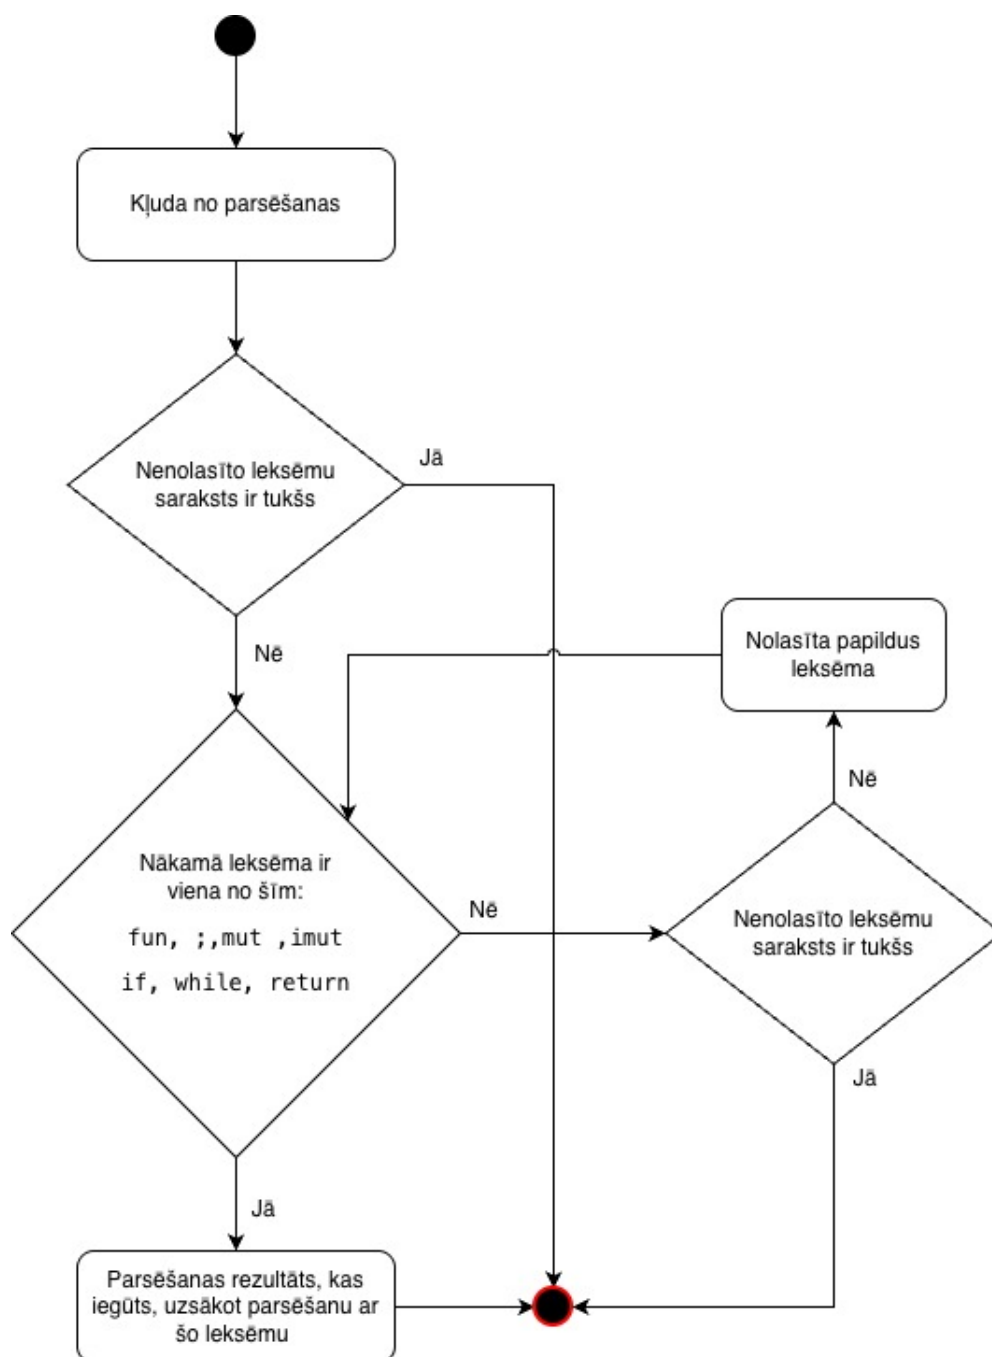 Kļuda no parsēšanas
Nenolasīto leksēmu
saraksts ir tukšs
Jā
Nē
Nolasīta papildus
leksēma
Nē
Nākamā leksēma ir
viena no šīm:
fun, ;,mut ,imut
if, while, return
Nē
Nenolasīto leksēmu
saraksts ir tukšs
Jā
Jā
Parsēšanas rezultāts, kas
iegūts, uzsākot parsēšanu ar
šo leksēmu